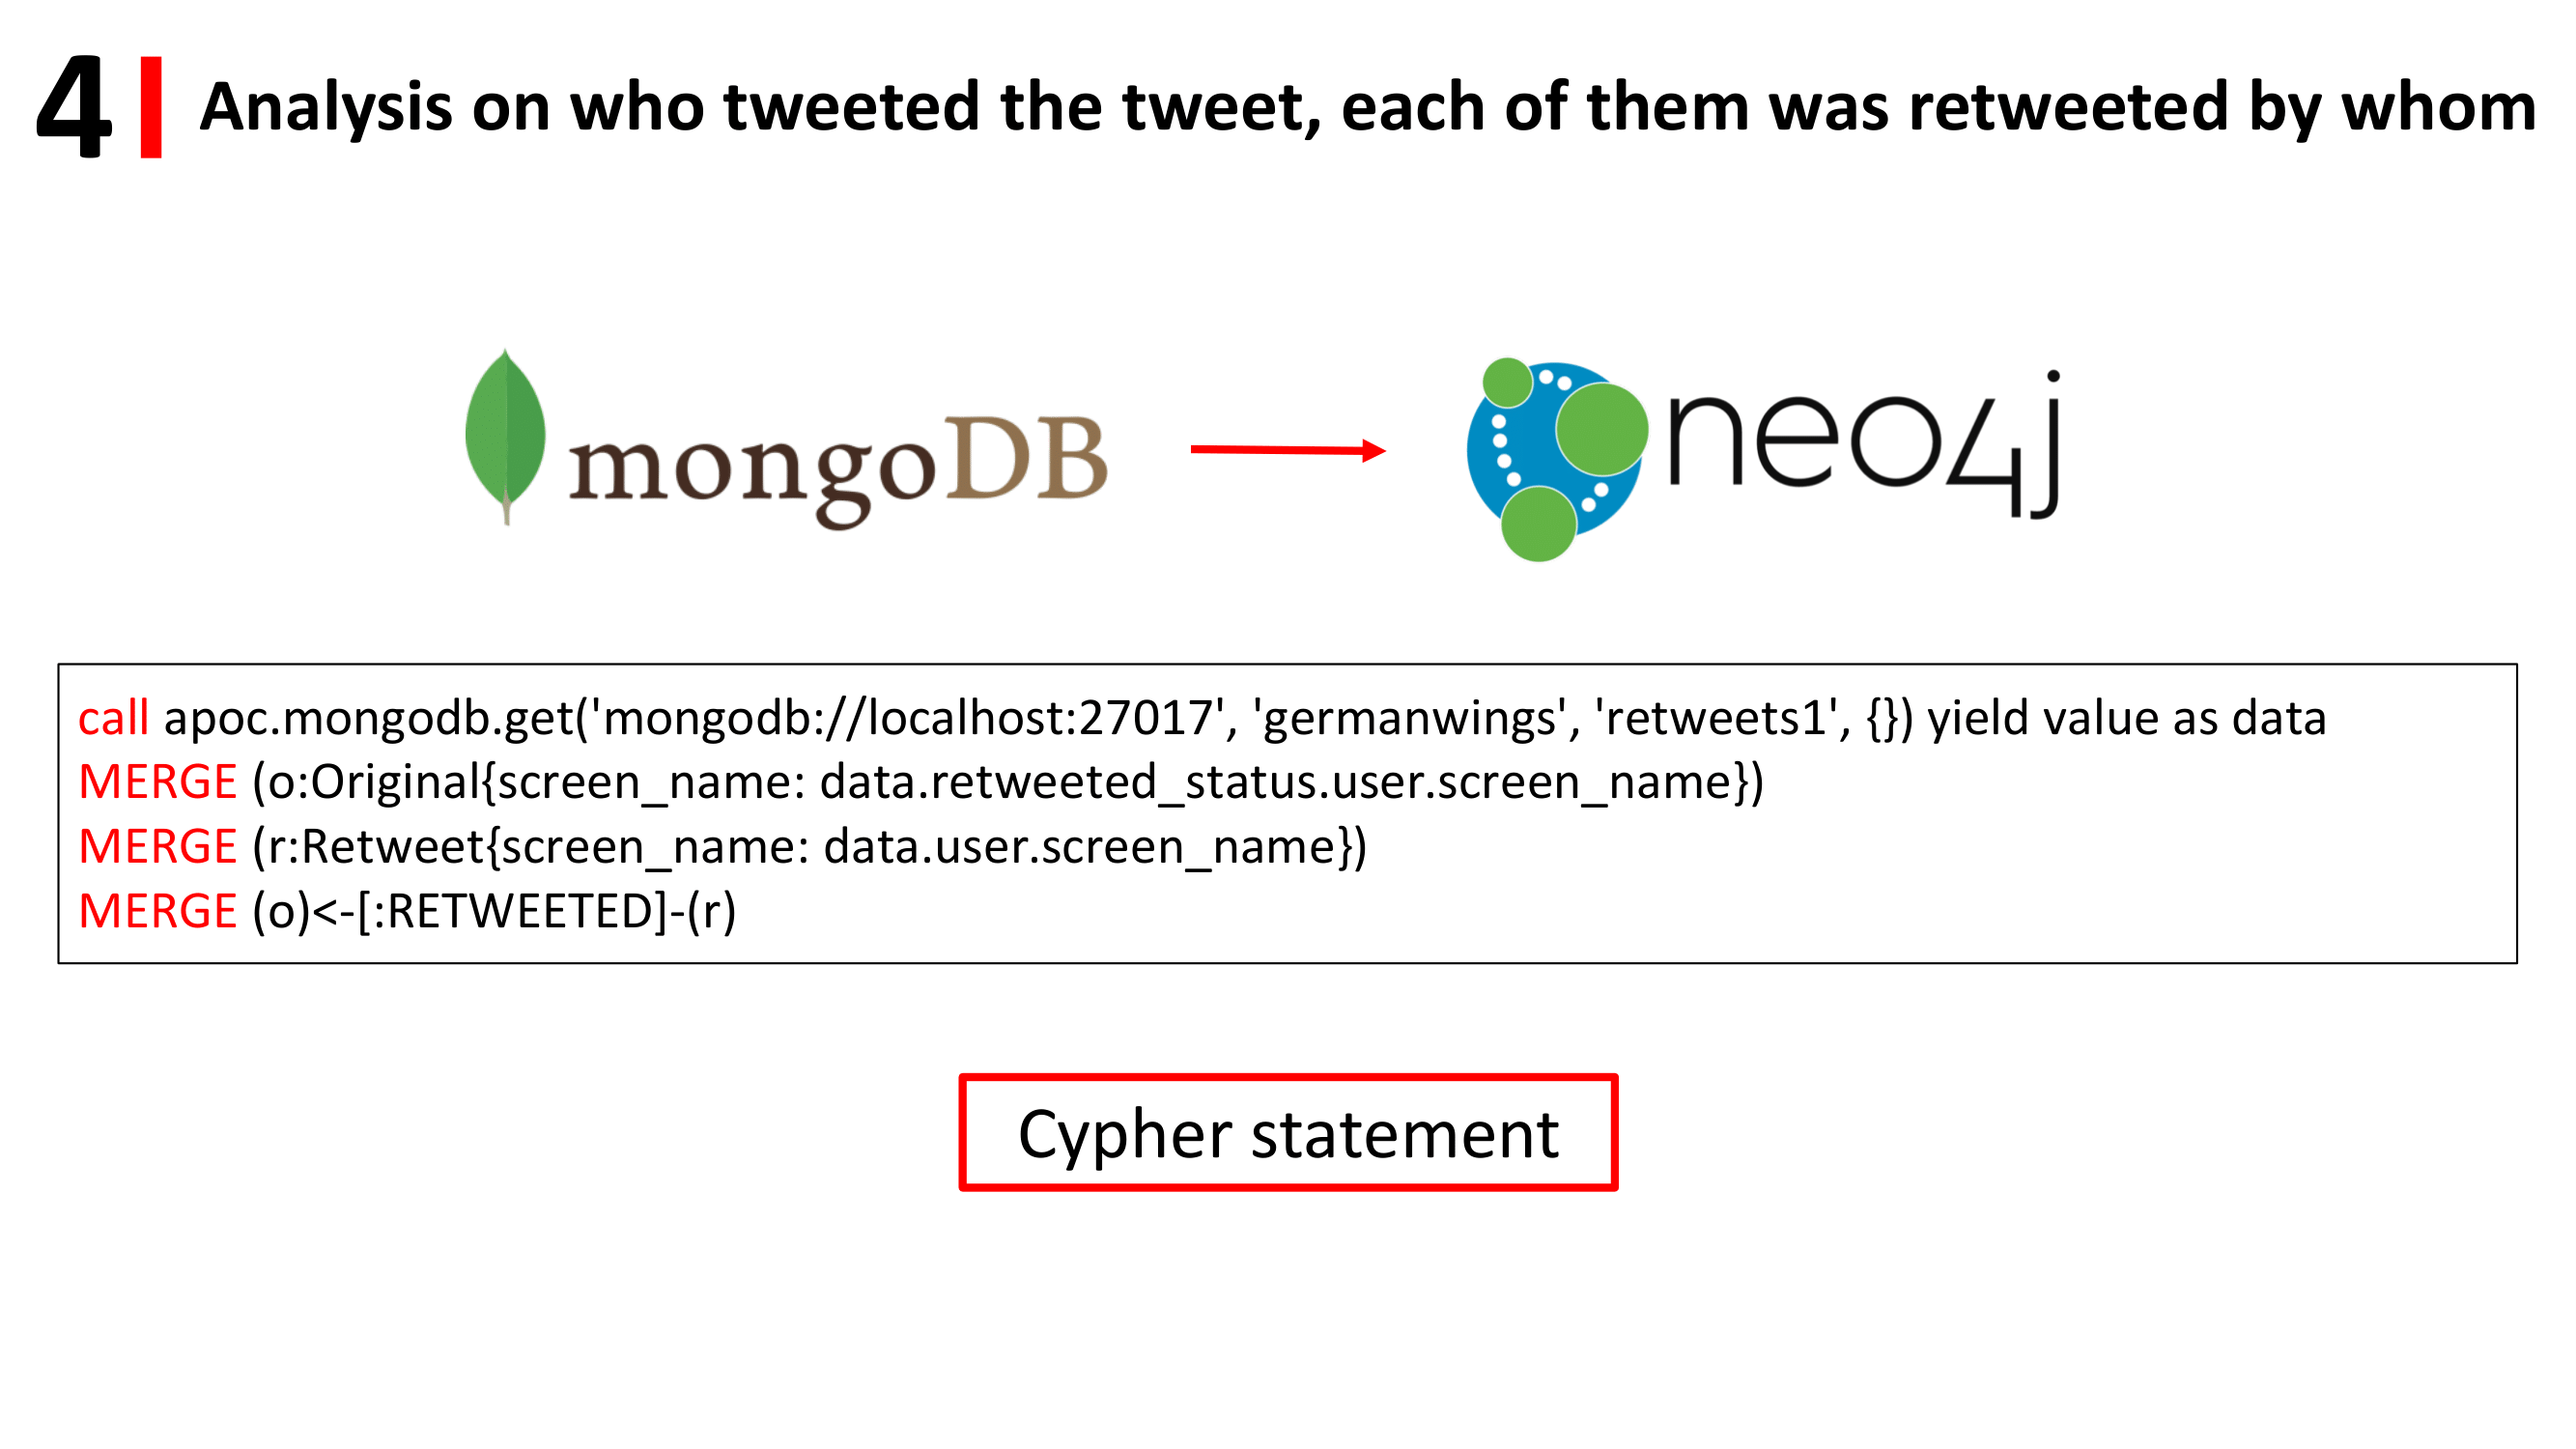 4 Analysis on who tweeted the tweet, each of them was retweeted by whom
mongoDB
neo4j
call apoc.mongodb.get('mongodb://localhost:27017', 'germanwings', 'retweets1', {}) yield value as data
MERGE (o:Original{screen_name: data.retweeted_status.user.screen_name})
MERGE (r:Retweet{screen_name: data.user.screen_name})
MERGE (o)<-[:RETWEETED]-(r)
Cypher statement